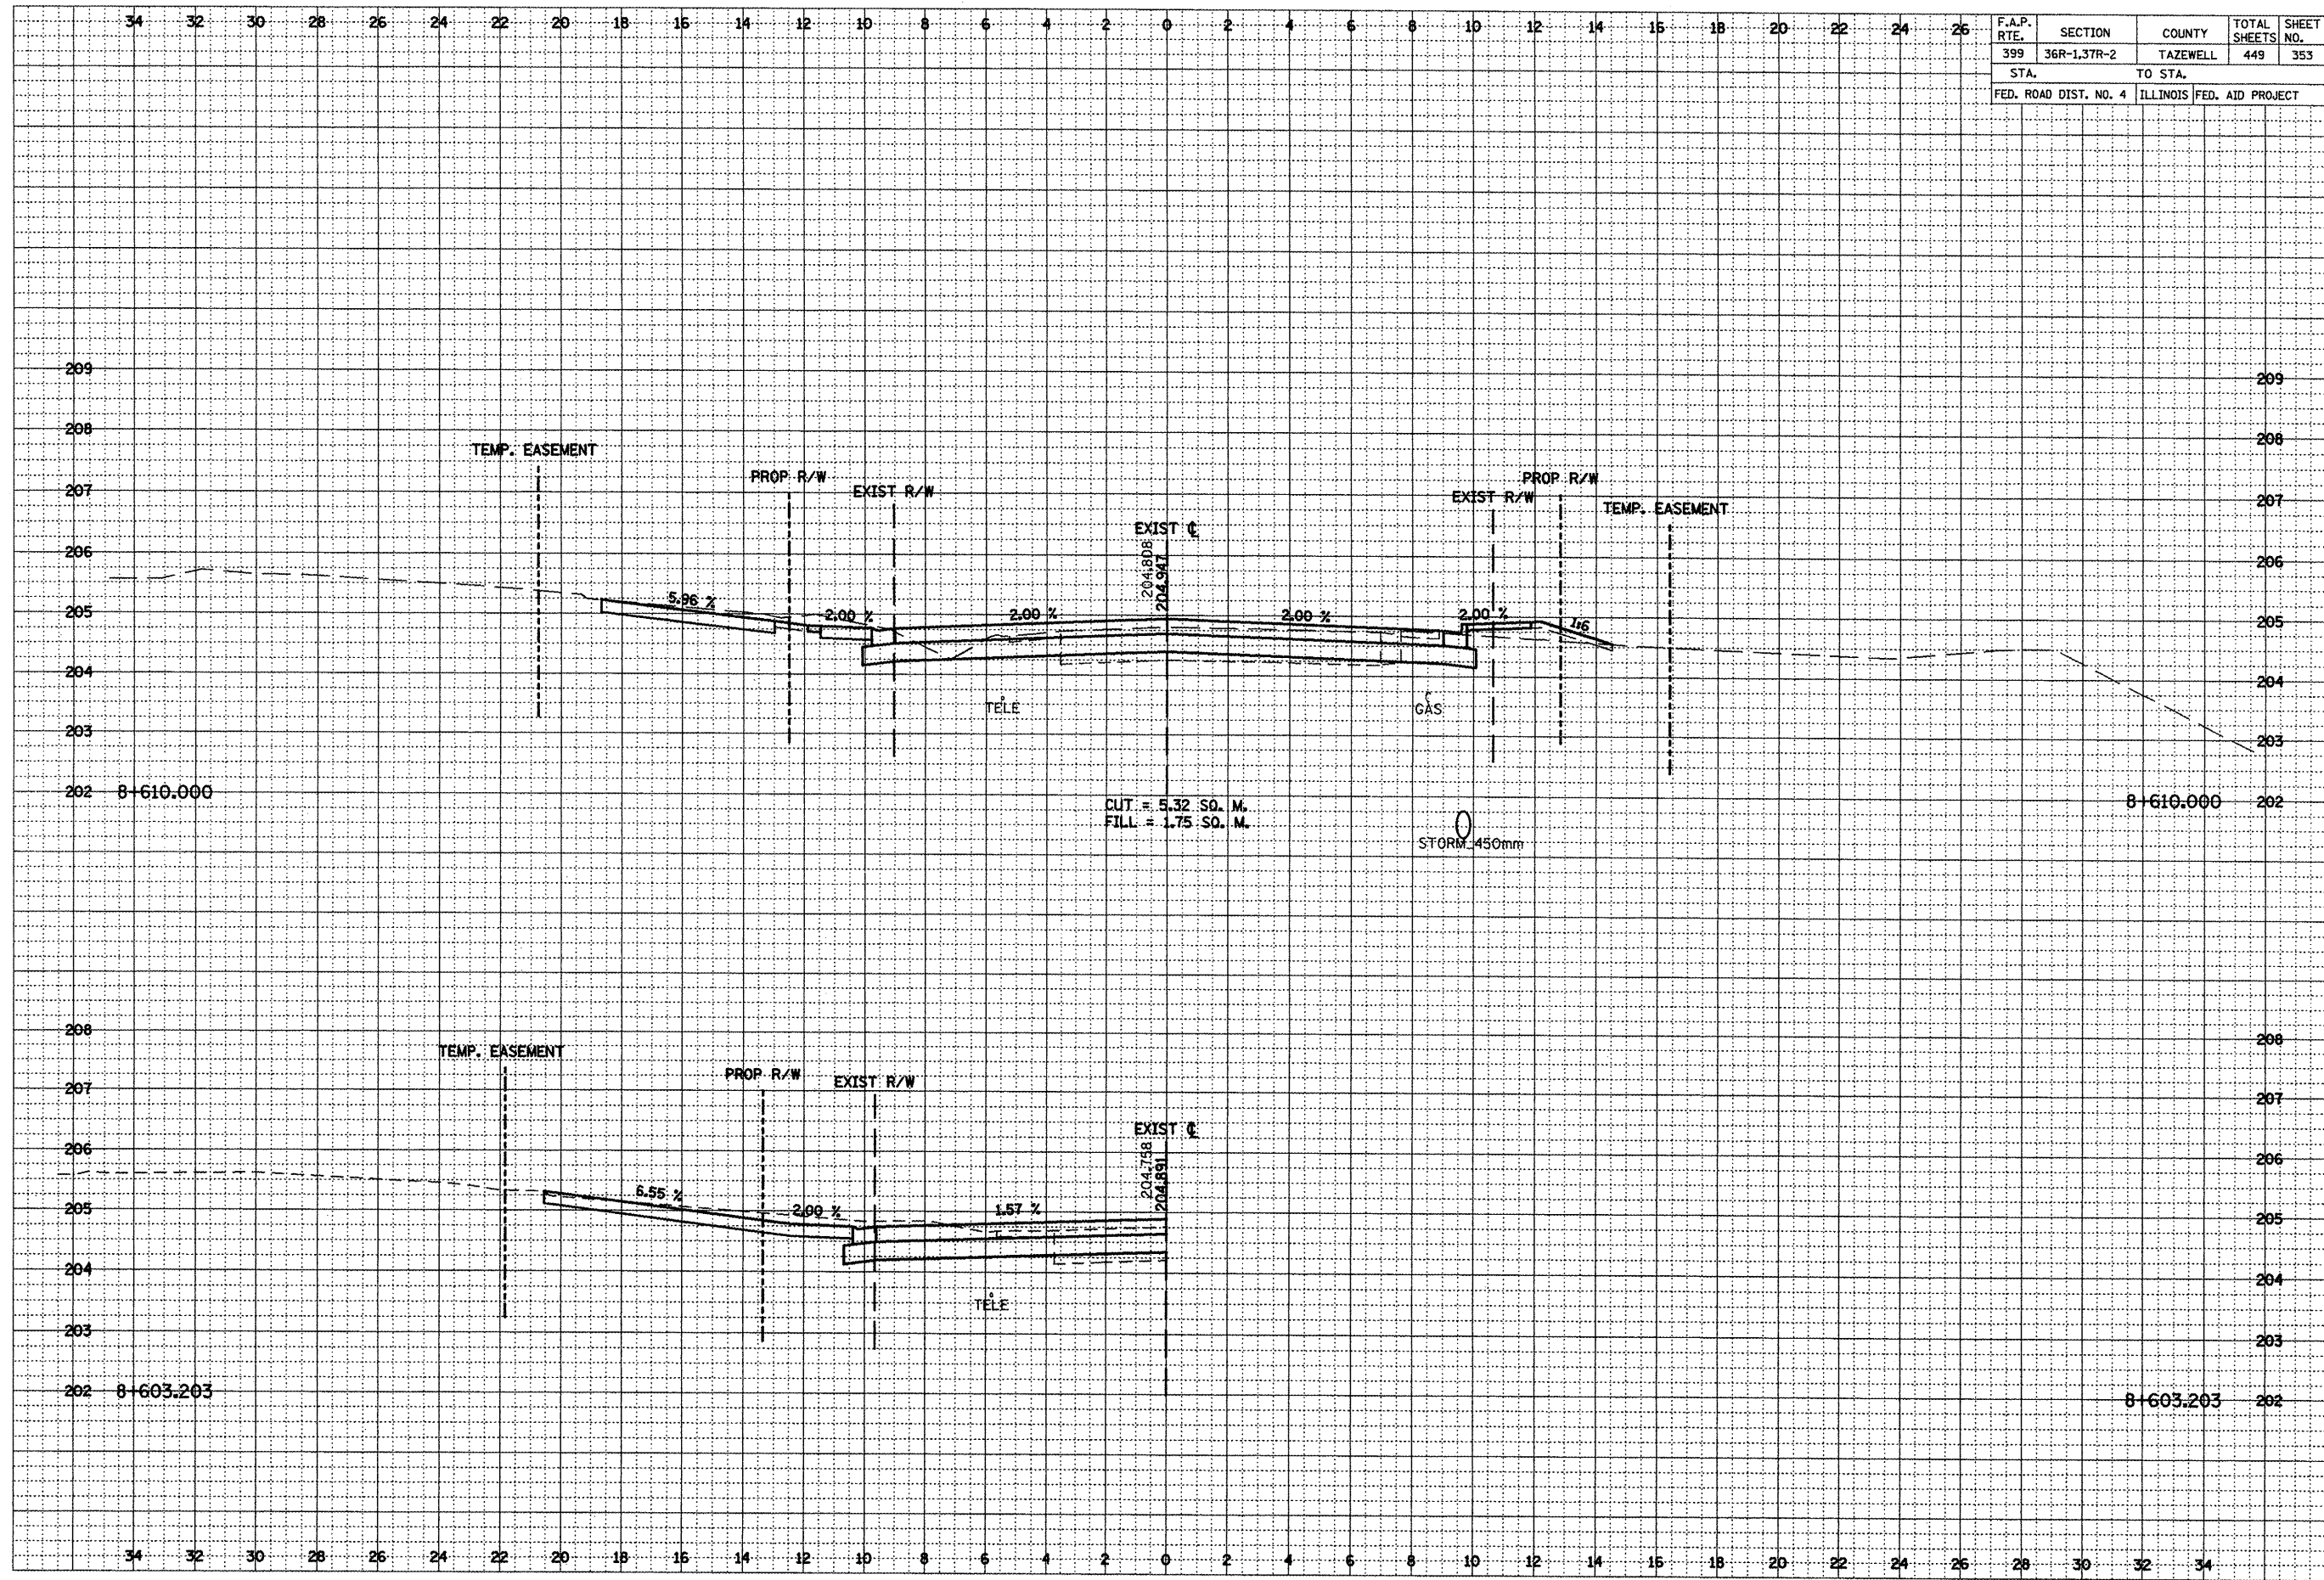 34 32 30 28 26 24 22 20 18 16 14 12 10 8 6 4 2 0 2 4 6 8 10 12 14 16 18 20 22 24 26
F.A.P. RTE. SECTION COUNTY TOTAL SHEETS SHEET NO.
399 36R-1,37R-2 TAZEWELL 449 353
STA. TO STA.
FED. ROAD DIST. NO. 4 ILLINOIS FED. AID PROJECT
209 209
208 208
TEMP. EASEMENT
PROP R/W PROP R/W
207 EXIST R/W EXIST R/W 207
TEMP. EASEMENT
EXIST ℄
206 204.808 206
204.947
205 5.96 % 2.00 % 2.00 % 2.00 % 2.00 % 1:6 205
204 204
TELE GAS
203 203
202 8+610.000 8+610.000 202
CUT = 5.32 SQ. M.
FILL = 1.75 SQ. M.
STORM_450mm
208 208
TEMP. EASEMENT
PROP R/W
207 EXIST R/W 207
EXIST ℄
206 204.758 206
204.891
205 6.55 % 2.00 % 1.57 % 205
204 204
TELE
203 203
202 8+603.203 8+603.203 202
34 32 30 28 26 24 22 20 18 16 14 12 10 8 6 4 2 0 2 4 6 8 10 12 14 16 18 20 22 24 26 28 30 32 34